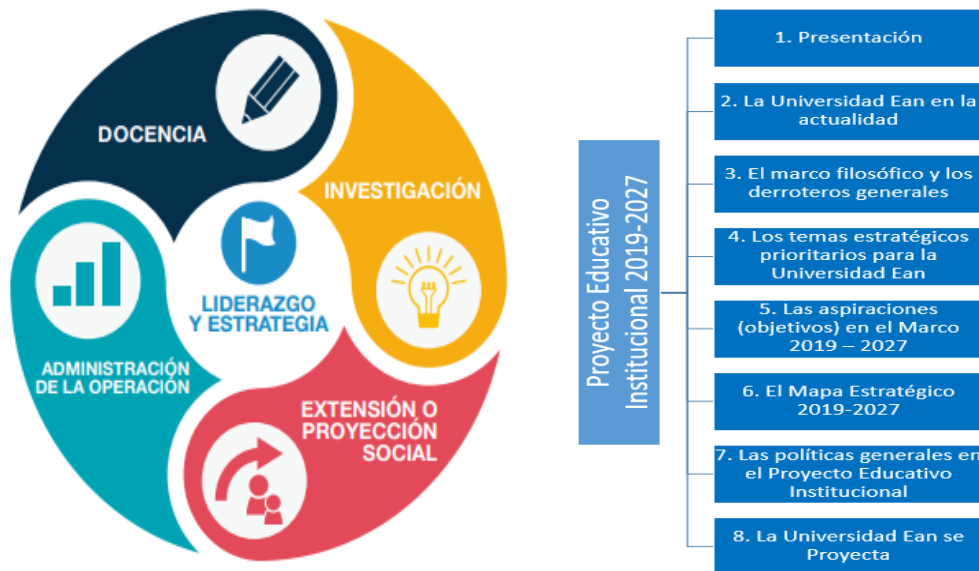 DOCENCIA
INVESTIGACIÓN
LIDERAZGO
Y ESTRATEGIA
ADMINISTRACIÓN
DE LA OPERACIÓN
EXTENSIÓN O
PROYECCIÓN
SOCIAL
Proyecto Educativo
Institucional 2019-2027
1. Presentación
2. La Universidad Ean en la
actualidad
3. El marco filosófico y los
derroteros generales
4. Los temas estratégicos
prioritarios para la
Universidad Ean
5. Las aspiraciones
(objetivos) en el Marco
2019 – 2027
6. El Mapa Estratégico
2019-2027
7. Las políticas generales en
el Proyecto Educativo
Institucional
8. La Universidad Ean se
Proyecta